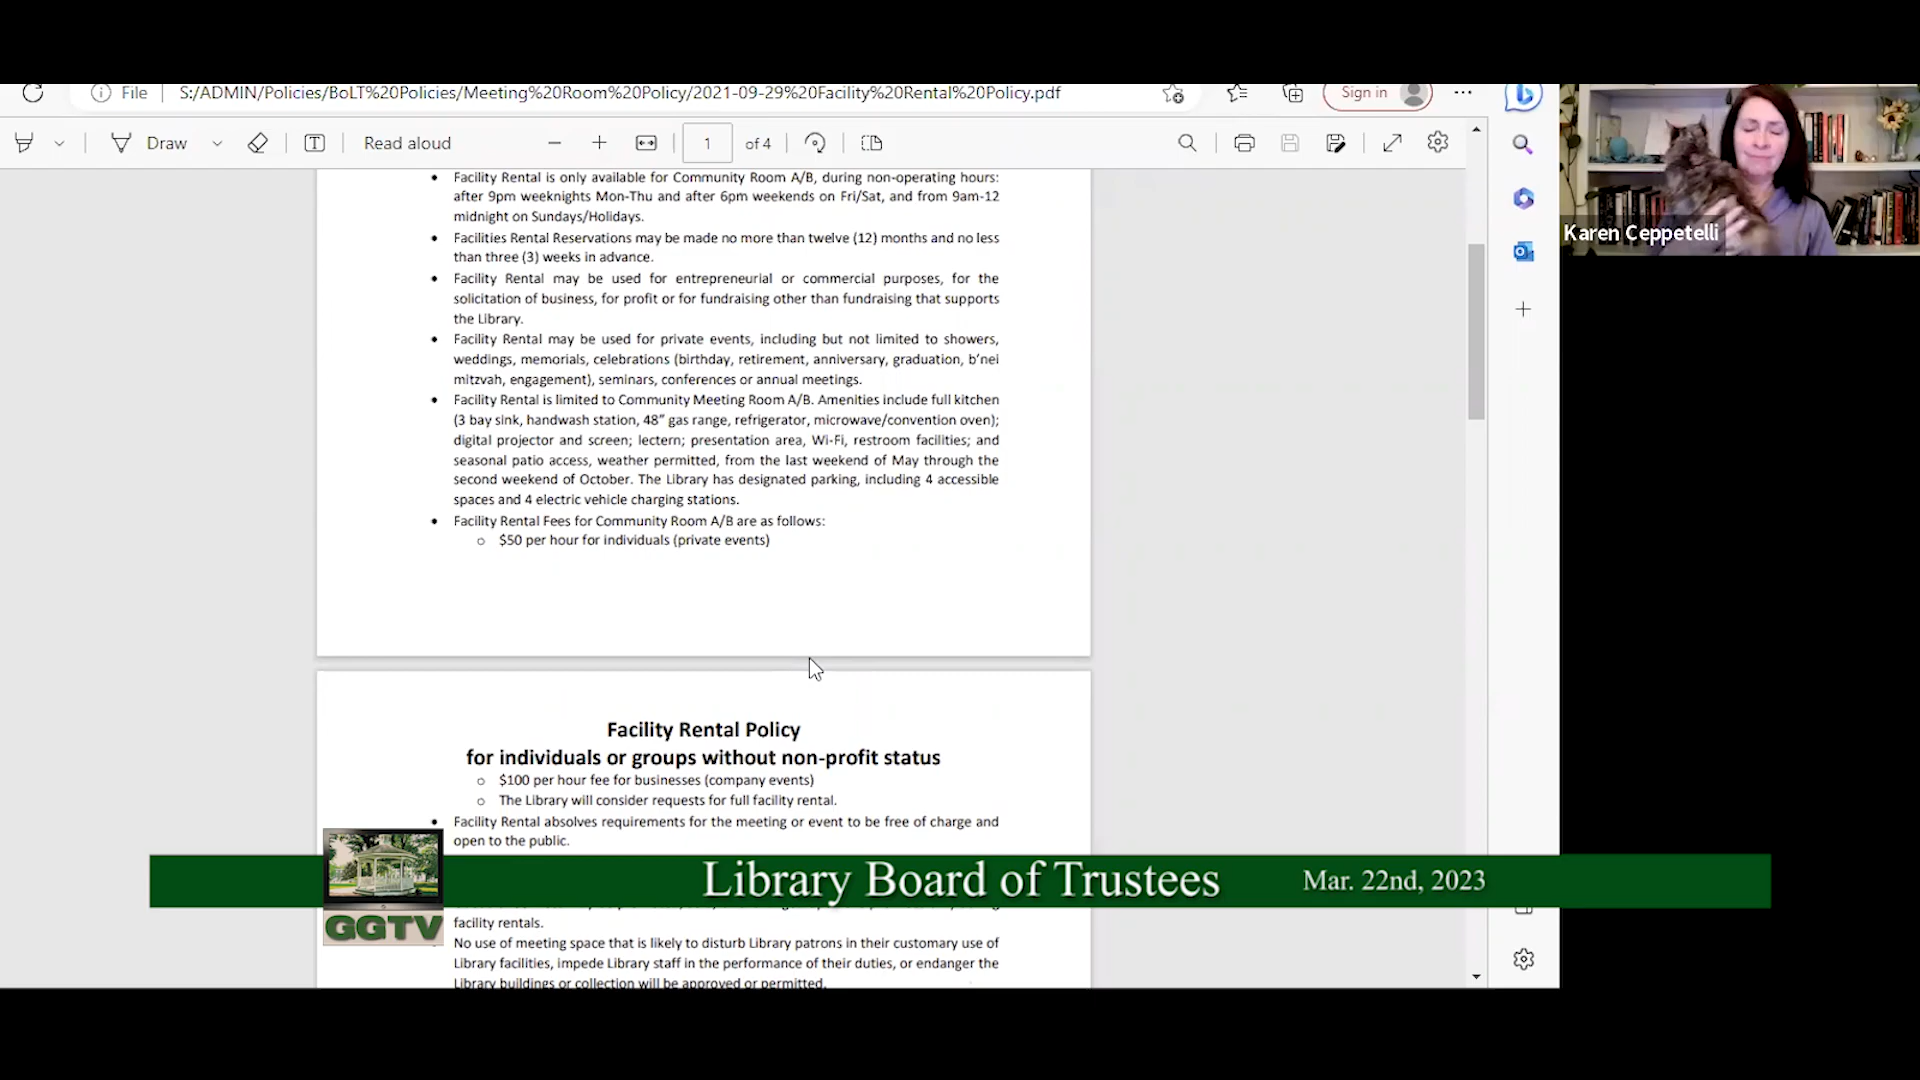 File
S:/ADMIN/Policies/BoLT%20Policies/Meeting%20Room%20Policy/2021-09-29%20Facility%20Rental%20Policy.pdf
Sign in
Draw
Read aloud
1 of 4
Karen Ceppetelli
• Facility Rental is only available for Community Room A/B, during non-operating hours:
after 9pm weeknights Mon-Thu and after 6pm weekends on Fri/Sat, and from 9am-12
midnight on Sundays/Holidays.
• Facilities Rental Reservations may be made no more than twelve (12) months and no less
than three (3) weeks in advance.
• Facility Rental may be used for entrepreneurial or commercial purposes, for the
solicitation of business, for profit or for fundraising other than fundraising that supports
the Library.
• Facility Rental may be used for private events, including but not limited to showers,
weddings, memorials, celebrations (birthday, retirement, anniversary, graduation, b'nei
mitzvah, engagement), seminars, conferences or annual meetings.
• Facility Rental is limited to Community Meeting Room A/B. Amenities include full kitchen
(3 bay sink, handwash station, 48” gas range, refrigerator, microwave/convention oven);
digital projector and screen; lectern; presentation area, Wi-Fi, restroom facilities; and
seasonal patio access, weather permitted, from the last weekend of May through the
second weekend of October. The Library has designated parking, including 4 accessible
spaces and 4 electric vehicle charging stations.
• Facility Rental Fees for Community Room A/B are as follows:
o $50 per hour for individuals (private events)
Facility Rental Policy
for individuals or groups without non-profit status
o $100 per hour fee for businesses (company events)
o The Library will consider requests for full facility rental.
• Facility Rental absolves requirements for the meeting or event to be free of charge and
open to the public.
Library Board of Trustees
Mar. 22nd, 2023
GGTV
facility rentals.
No use of meeting space that is likely to disturb Library patrons in their customary use of
Library facilities, impede Library staff in the performance of their duties, or endanger the
Library buildings or collection will be approved or permitted.